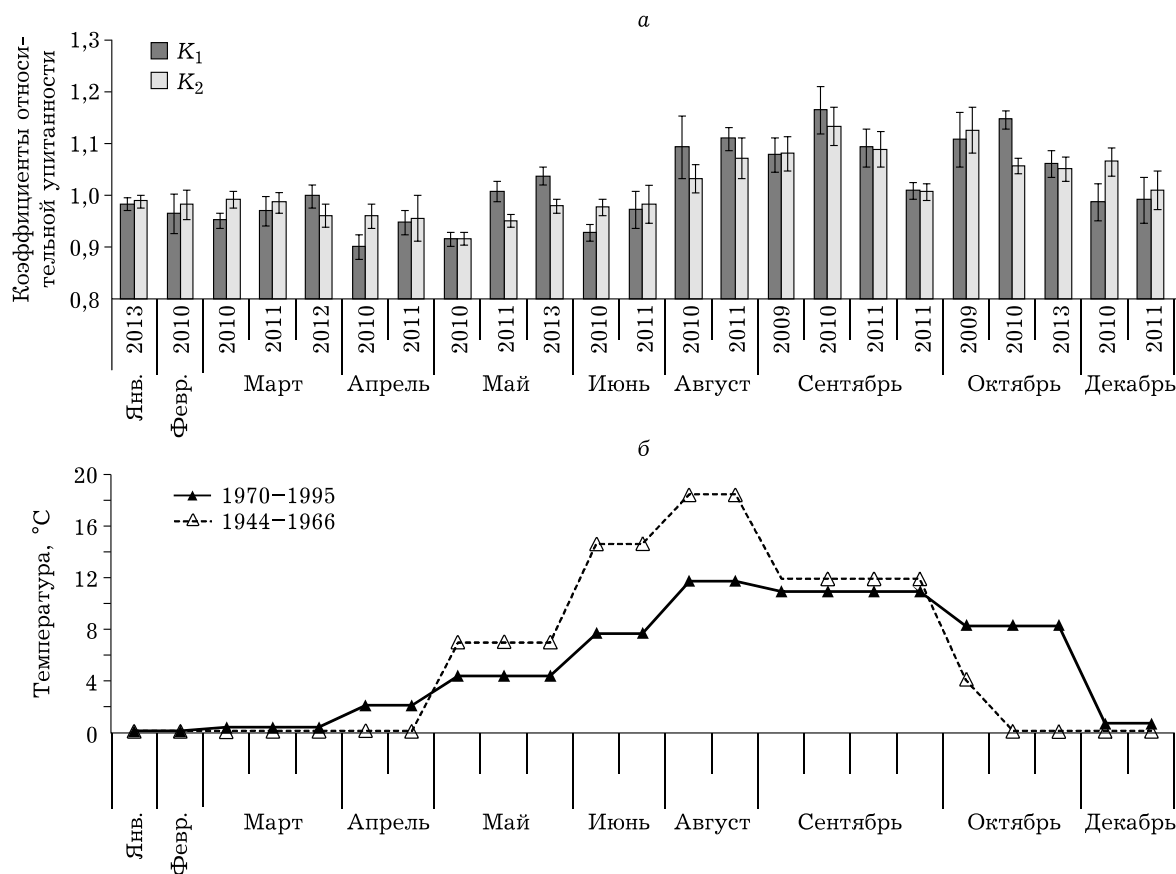 а
Коэффициенты относи-
тельной упитанности
1,3
1,2
1,1
1,0
0,9
0,8
K1
K2
2013 2010 2010 2011 2012 2010 2011 2010 2011 2013 2010 2011 2010 2011 2009 2010 2011 2011 2009 2010 2013 2010 2011
Янв. Февр. Март Апрель Май Июнь Август Сентябрь Октябрь Декабрь
б
Температура, °C
20
16
12
8
4
0
1970–1995
1944–1966
Янв. Февр. Март Апрель Май Июнь Август Сентябрь Октябрь Декабрь